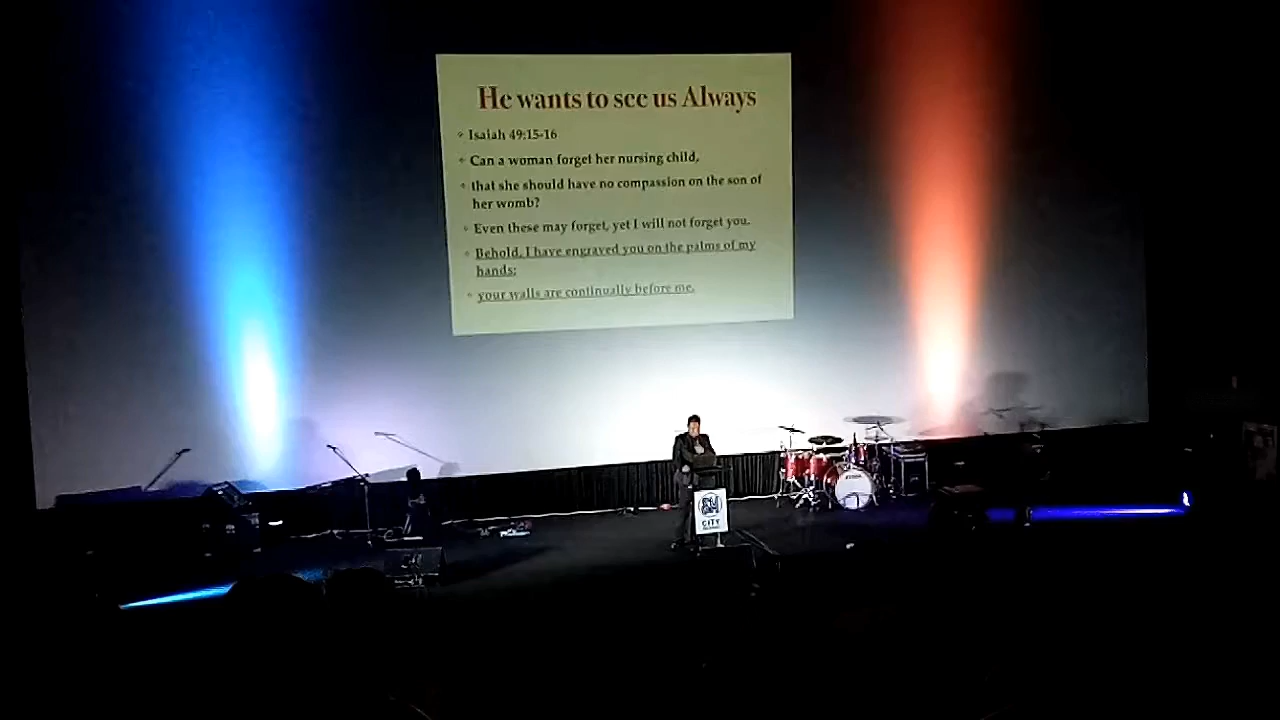 He wants to see us Always
Isaiah 49:15-16
Can a woman forget her nursing child,
that she should have no compassion on the son of
her womb?
Even these may forget, yet I will not forget you.
Behold, I have engraved you on the palms of my
hands;
your walls are continually before me.
SM
CITY